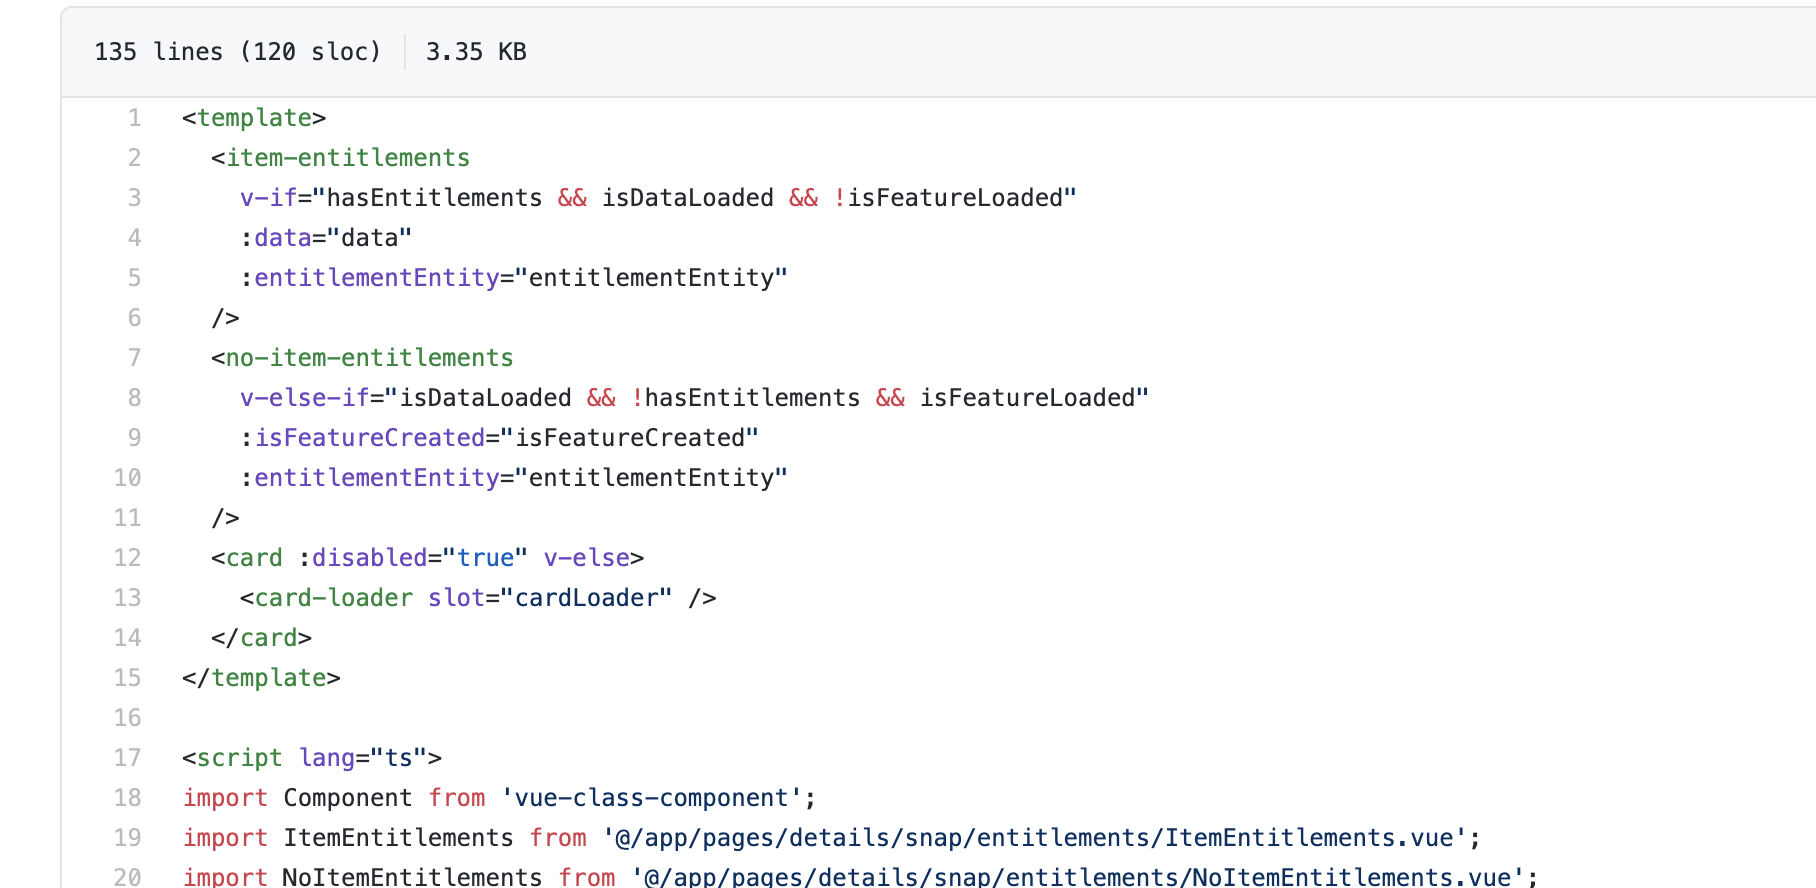 135 lines (120 sloc) 3.35 KB
1 <template>
2 <item-entitlements
3 v-if="hasEntitlements && isDataLoaded && !isFeatureLoaded"
4 :data="data"
5 :entitlementEntity="entitlementEntity"
6 />
7 <no-item-entitlements
8 v-else-if="isDataLoaded && !hasEntitlements && isFeatureLoaded"
9 :isFeatureCreated="isFeatureCreated"
10 :entitlementEntity="entitlementEntity"
11 />
12 <card :disabled="true" v-else>
13 <card-loader slot="cardLoader" />
14 </card>
15 </template>
16
17 <script lang="ts">
18 import Component from 'vue-class-component';
19 import ItemEntitlements from '@/app/pages/details/snap/entitlements/ItemEntitlements.vue';
20 import NoItemEntitlements from '@/app/pages/details/snap/entitlements/NoItemEntitlements.vue';